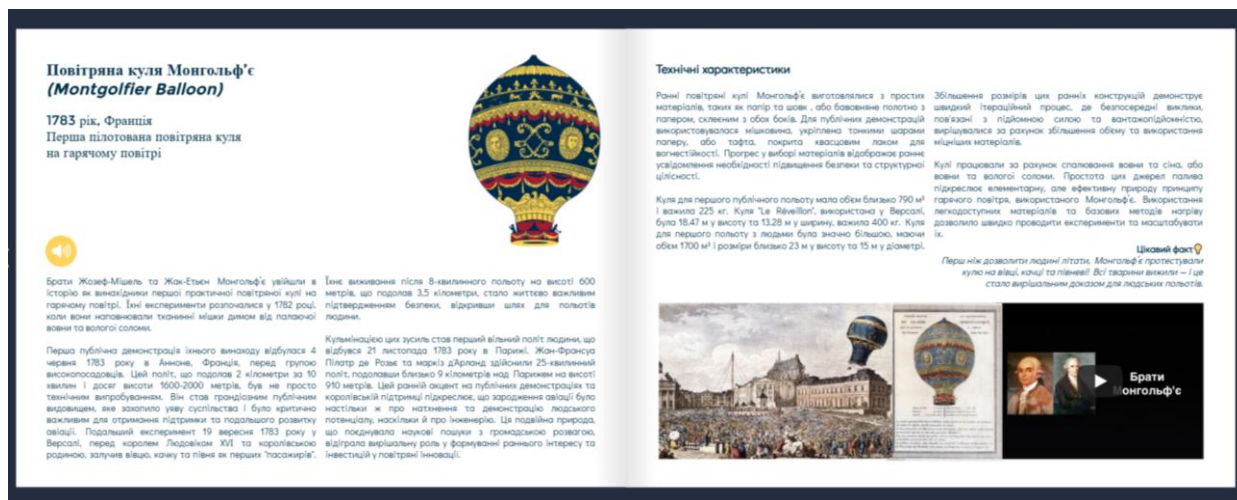 Повітряна куля Монгольф'є
(Montgolfier Balloon)
1783 рік, Франція
Перша пілотована повітряна куля
на гарячому повітрі
Брати Жозеф-Мішель та Жак-Етьєн Монгольф'є увійшли в
історію як винахідники першої практичної повітряної кулі на
гарячому повітрі. Їхні експерименти розпочалися у 1782 році,
коли вони наповнювали тканинні мішки димом від палаючої
вовни та вологої соломи.
Перша публічна демонстрація їхнього винаходу відбулася 4
червня 1783 року в Анноне, Франція, перед групою
високопосадовців. Цей політ, що подолав 2 кілометри за 10
хвилин і досяг висоти 1600-2000 метрів, був не просто
технічним випробуванням. Він став грандіозним публічним
видовищем, яке захопило уяву суспільства і було критично
важливим для отримання підтримки та подальшого розвитку
авіації. Подальший експеримент 19 вересня 1783 року у
Версалі, перед королем Людовіком XVI та королівською
родиною, залучив вівцю, качку та півня як перших "пасажирів".
Їхнє виживання після 8-хвилинного польоту на висоті 600
метрів, що подолав 3,5 кілометри, стало життєво важливим
підтвердженням безпеки, відкривши шлях для польотів
людини.
Кульмінацією цих зусиль став перший вільний політ людини, що
відбувся 21 листопада 1783 року в Парижі. Жан-Франсуа
Пілатр де Розьє та маркіз д'Арланд здійснили 25-хвилинний
політ, подолавши близько 9 кілометрів над Парижем на висоті
910 метрів. Цей ранній акцент на публічних демонстраціях та
королівській підтримці підкреслює, що зародження авіації було
настільки ж про натхнення та демонстрацію людського
потенціалу, наскільки й про інженерію. Ця подвійна природа,
що поєднувала наукові пошуки з громадською розвагою,
відіграла вирішальну роль у формуванні раннього інтересу та
інвестицій у повітряні інновації.
Технічні характеристики
Ранні повітряні кулі Монгольф'є виготовлялися з простих
матеріалів, таких як папір та шовк , або бавовняне полотно з
папером, склеєним з обох боків. Для публічних демонстрацій
використовувалася мішковина, укріплена тонкими шарами
паперу, або тафта, покрита квасцовим лаком для
вогнестійкості. Прогрес у виборі матеріалів відображає раннє
усвідомлення необхідності підвищення безпеки та структурної
цілісності.
Куля для першого публічного польоту мала об'єм близько 790 м³
і важила 225 кг. Куля "Le Réveillon", використана у Версалі,
була 18.47 м у висоту та 13.28 м у ширину, важила 400 кг. Куля
для першого польоту з людьми була значно більшою, маючи
об'єм 1700 м³ і розміри близько 23 м у висоту та 15 м у діаметрі.
Збільшення розмірів цих ранніх конструкцій демонструє
швидкий ітераційний процес, де безпосередні виклики,
пов'язані з підйомною силою та вантажопідйомністю,
вирішувалися за рахунок збільшення об'єму та використання
міцніших матеріалів.
Кулі працювали за рахунок спалювання вовни та сіна, або
вовни та вологої соломи. Простота цих джерел палива
підкреслює елементарну, але ефективну природу принципу
гарячого повітря, використаного Монгольф'є. Використання
легкодоступних матеріалів та базових методів нагріву
дозволило швидко проводити експерименти та масштабувати
їх.
Цікавий факт
Перш ніж дозволити людині літати, Монгольф'є протестували
кулю на вівці, качці та півневі! Всі тварини вижили — і це
стало вирішальним доказом для людських польотів.
Брати
Монгольф'є